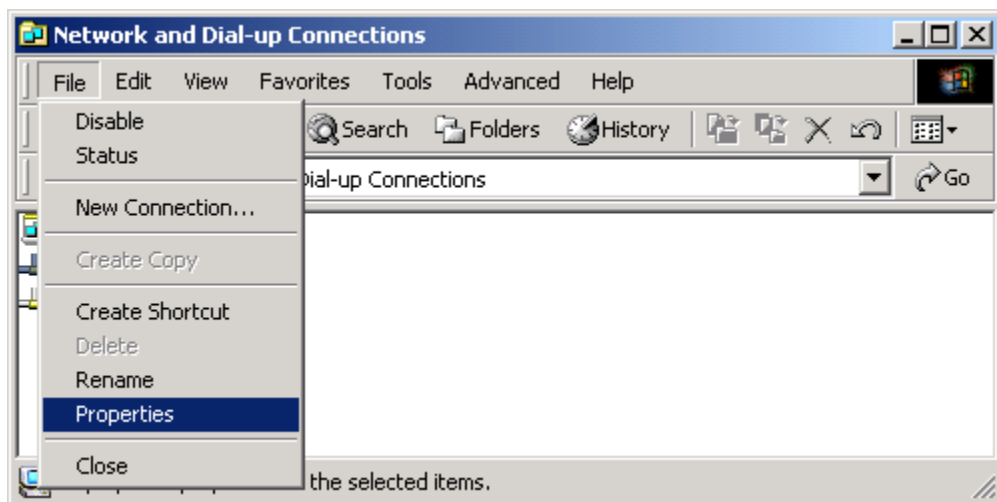 Network and Dial-up Connections
File Edit View Favorites Tools Advanced Help
Disable
Search Folders History
Status
Dial-up Connections Go
New Connection...
Create Copy
Create Shortcut
Delete
Rename
Properties
Close
the selected items.